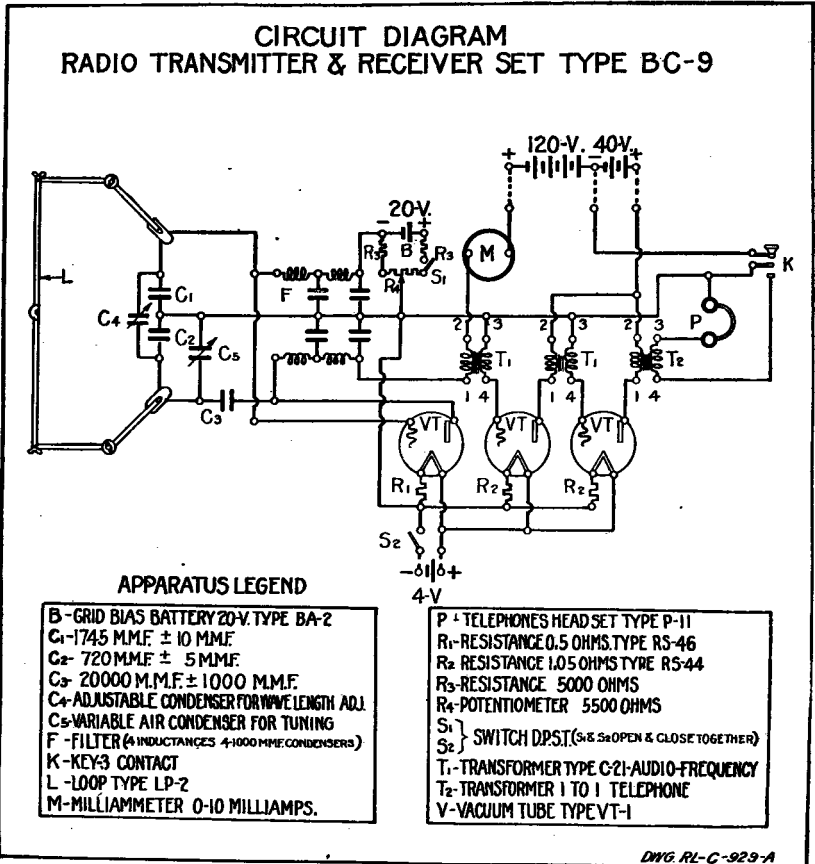 CIRCUIT DIAGRAM
RADIO TRANSMITTER & RECEIVER SET TYPE BC-9
120-V. 40-V.
+ - +
20-V.
- +
R3 B R3
R4 S1
M
K
L
C1
C4
C2
C5
F
C3
P
2 3 2 3 2 3
T1 T1 T2
1 4 1 4 1 4
VT VT VT
R1 R2 R2
S2
- +
4-V
APPARATUS LEGEND
B-GRID BIAS BATTERY 20-V. TYPE BA-2
C1-1745 M.M.F. ± 10 M.M.F.
C2- 720 M.M.F. ± 5 M.M.F.
C3- 20000 M.M.F. ± 1000 M.M.F.
C4-ADJUSTABLE CONDENSER FOR WAVE LENGTH ADJ.
C5-VARIABLE AIR CONDENSER FOR TUNING
F -FILTER (4 INDUCTANCES 4-1000 MMF. CONDENSERS)
K-KEY-3 CONTACT
L -LOOP TYPE LP-2
M-MILLIAMMETER 0-10 MILLIAMPS.
P - TELEPHONES HEAD SET TYPE P-11
R1-RESISTANCE 0.5 OHMS. TYPE RS-46
R2 RESISTANCE 1.05 OHMS TYPE RS-44
R3-RESISTANCE 5000 OHMS
R4-POTENTIOMETER 5500 OHMS
S1
S2 } SWITCH D.P.S.T. (S1 & S2 OPEN & CLOSE TOGETHER)
T1-TRANSFORMER TYPE C-21-AUDIO-FREQUENCY
T2-TRANSFORMER 1 TO 1 TELEPHONE
V-VACUUM TUBE TYPE VT-1
DWG. RL-C-929-A